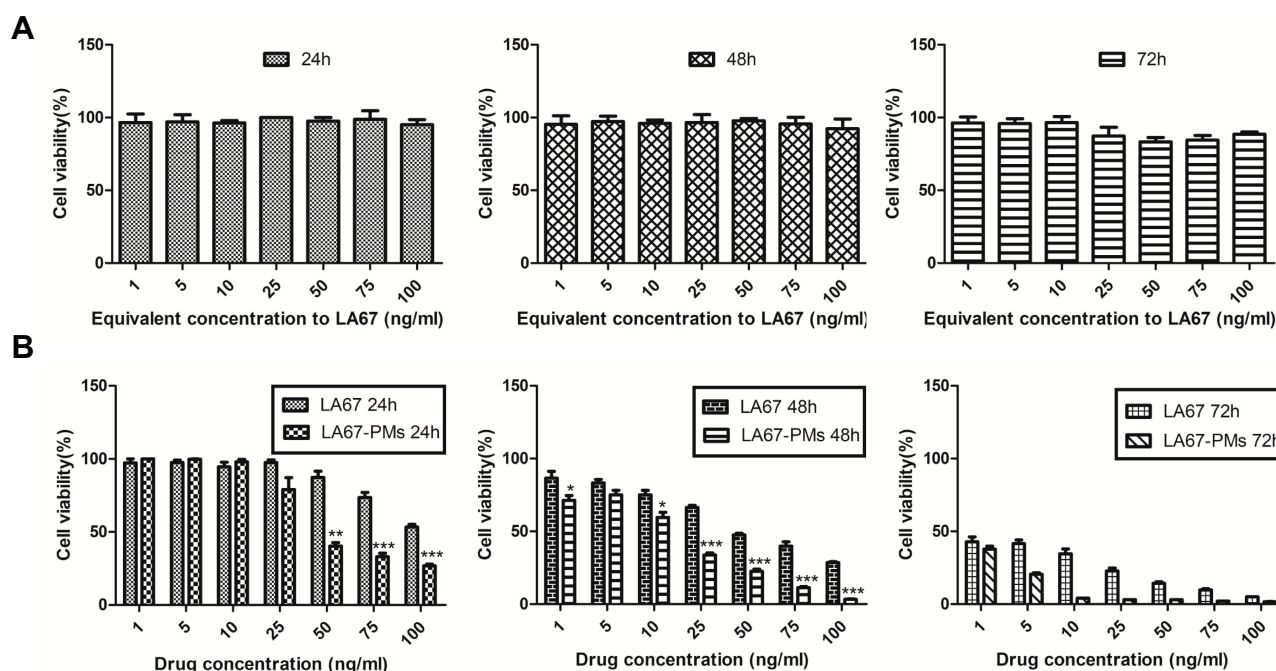 A
150
100
50
0
Cell viability(%)
24h
1 5 10 25 50 75 100
Equivalent concentration to LA67 (ng/ml)
150
100
50
0
Cell viability(%)
48h
1 5 10 25 50 75 100
Equivalent concentration to LA67 (ng/ml)
150
100
50
0
Cell viability(%)
72h
1 5 10 25 50 75 100
Equivalent concentration to LA67 (ng/ml)
B
150
100
50
0
Cell viability(%)
LA67 24h
LA67-PMs 24h
**
***
***
1 5 10 25 50 75 100
Drug concentration (ng/ml)
150
100
50
0
Cell viability(%)
LA67 48h
LA67-PMs 48h
*
*
***
***
***
***
1 5 10 25 50 75 100
Drug concentration (ng/ml)
150
100
50
0
Cell viability(%)
LA67 72h
LA67-PMs 72h
1 5 10 25 50 75 100
Drug concentration (ng/ml)